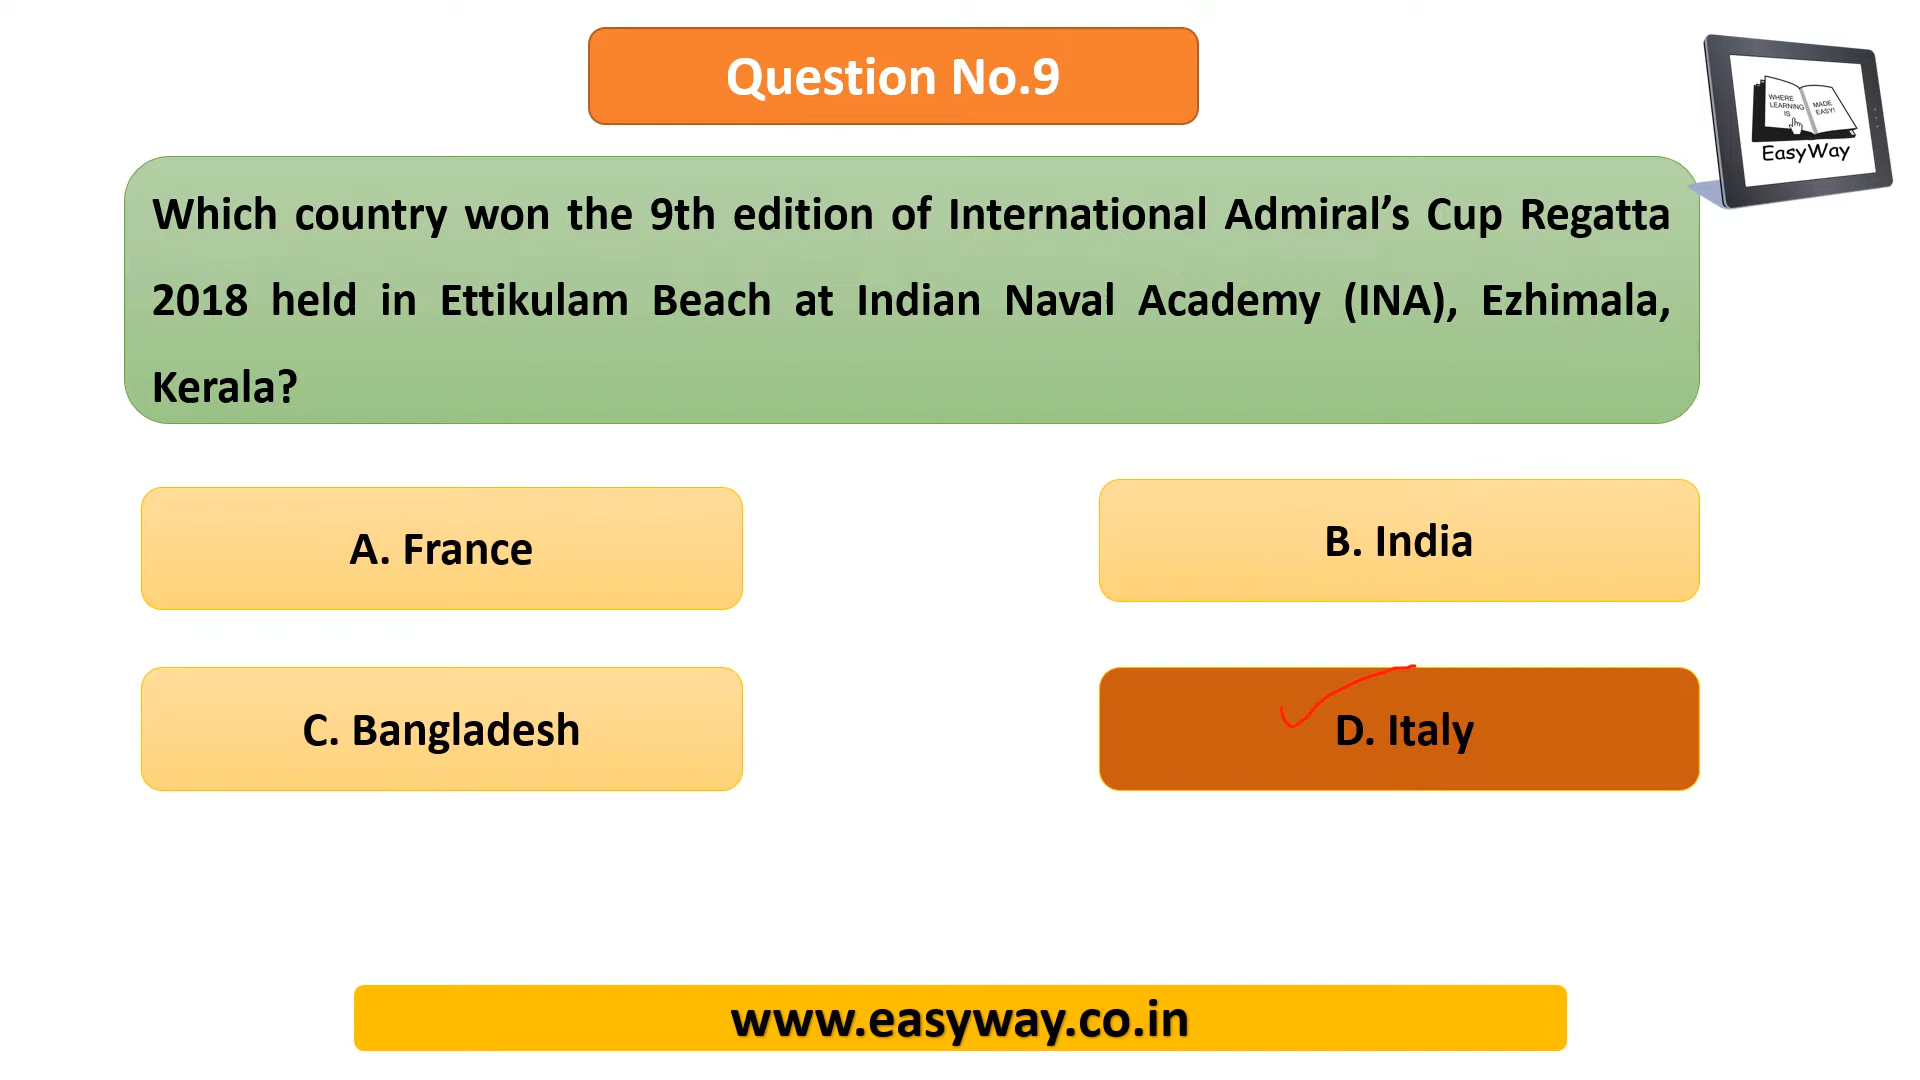 Question No.9
WHERE
LEARNING
IS
MADE
EASY!
EasyWay
Which country won the 9th edition of International Admiral’s Cup Regatta
2018 held in Ettikulam Beach at Indian Naval Academy (INA), Ezhimala,
Kerala?
A. France
B. India
C. Bangladesh
D. Italy
www.easyway.co.in